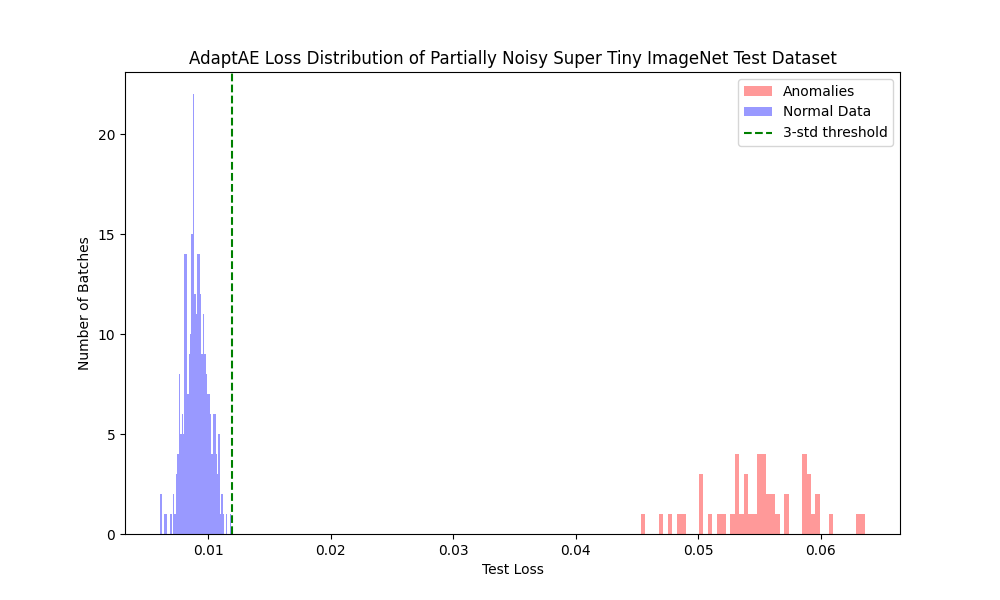 AdaptAE Loss Distribution of Partially Noisy Super Tiny ImageNet Test Dataset
Anomalies
Normal Data
3-std threshold
Number of Batches
20
15
10
5
0
0.01 0.02 0.03 0.04 0.05 0.06
Test Loss